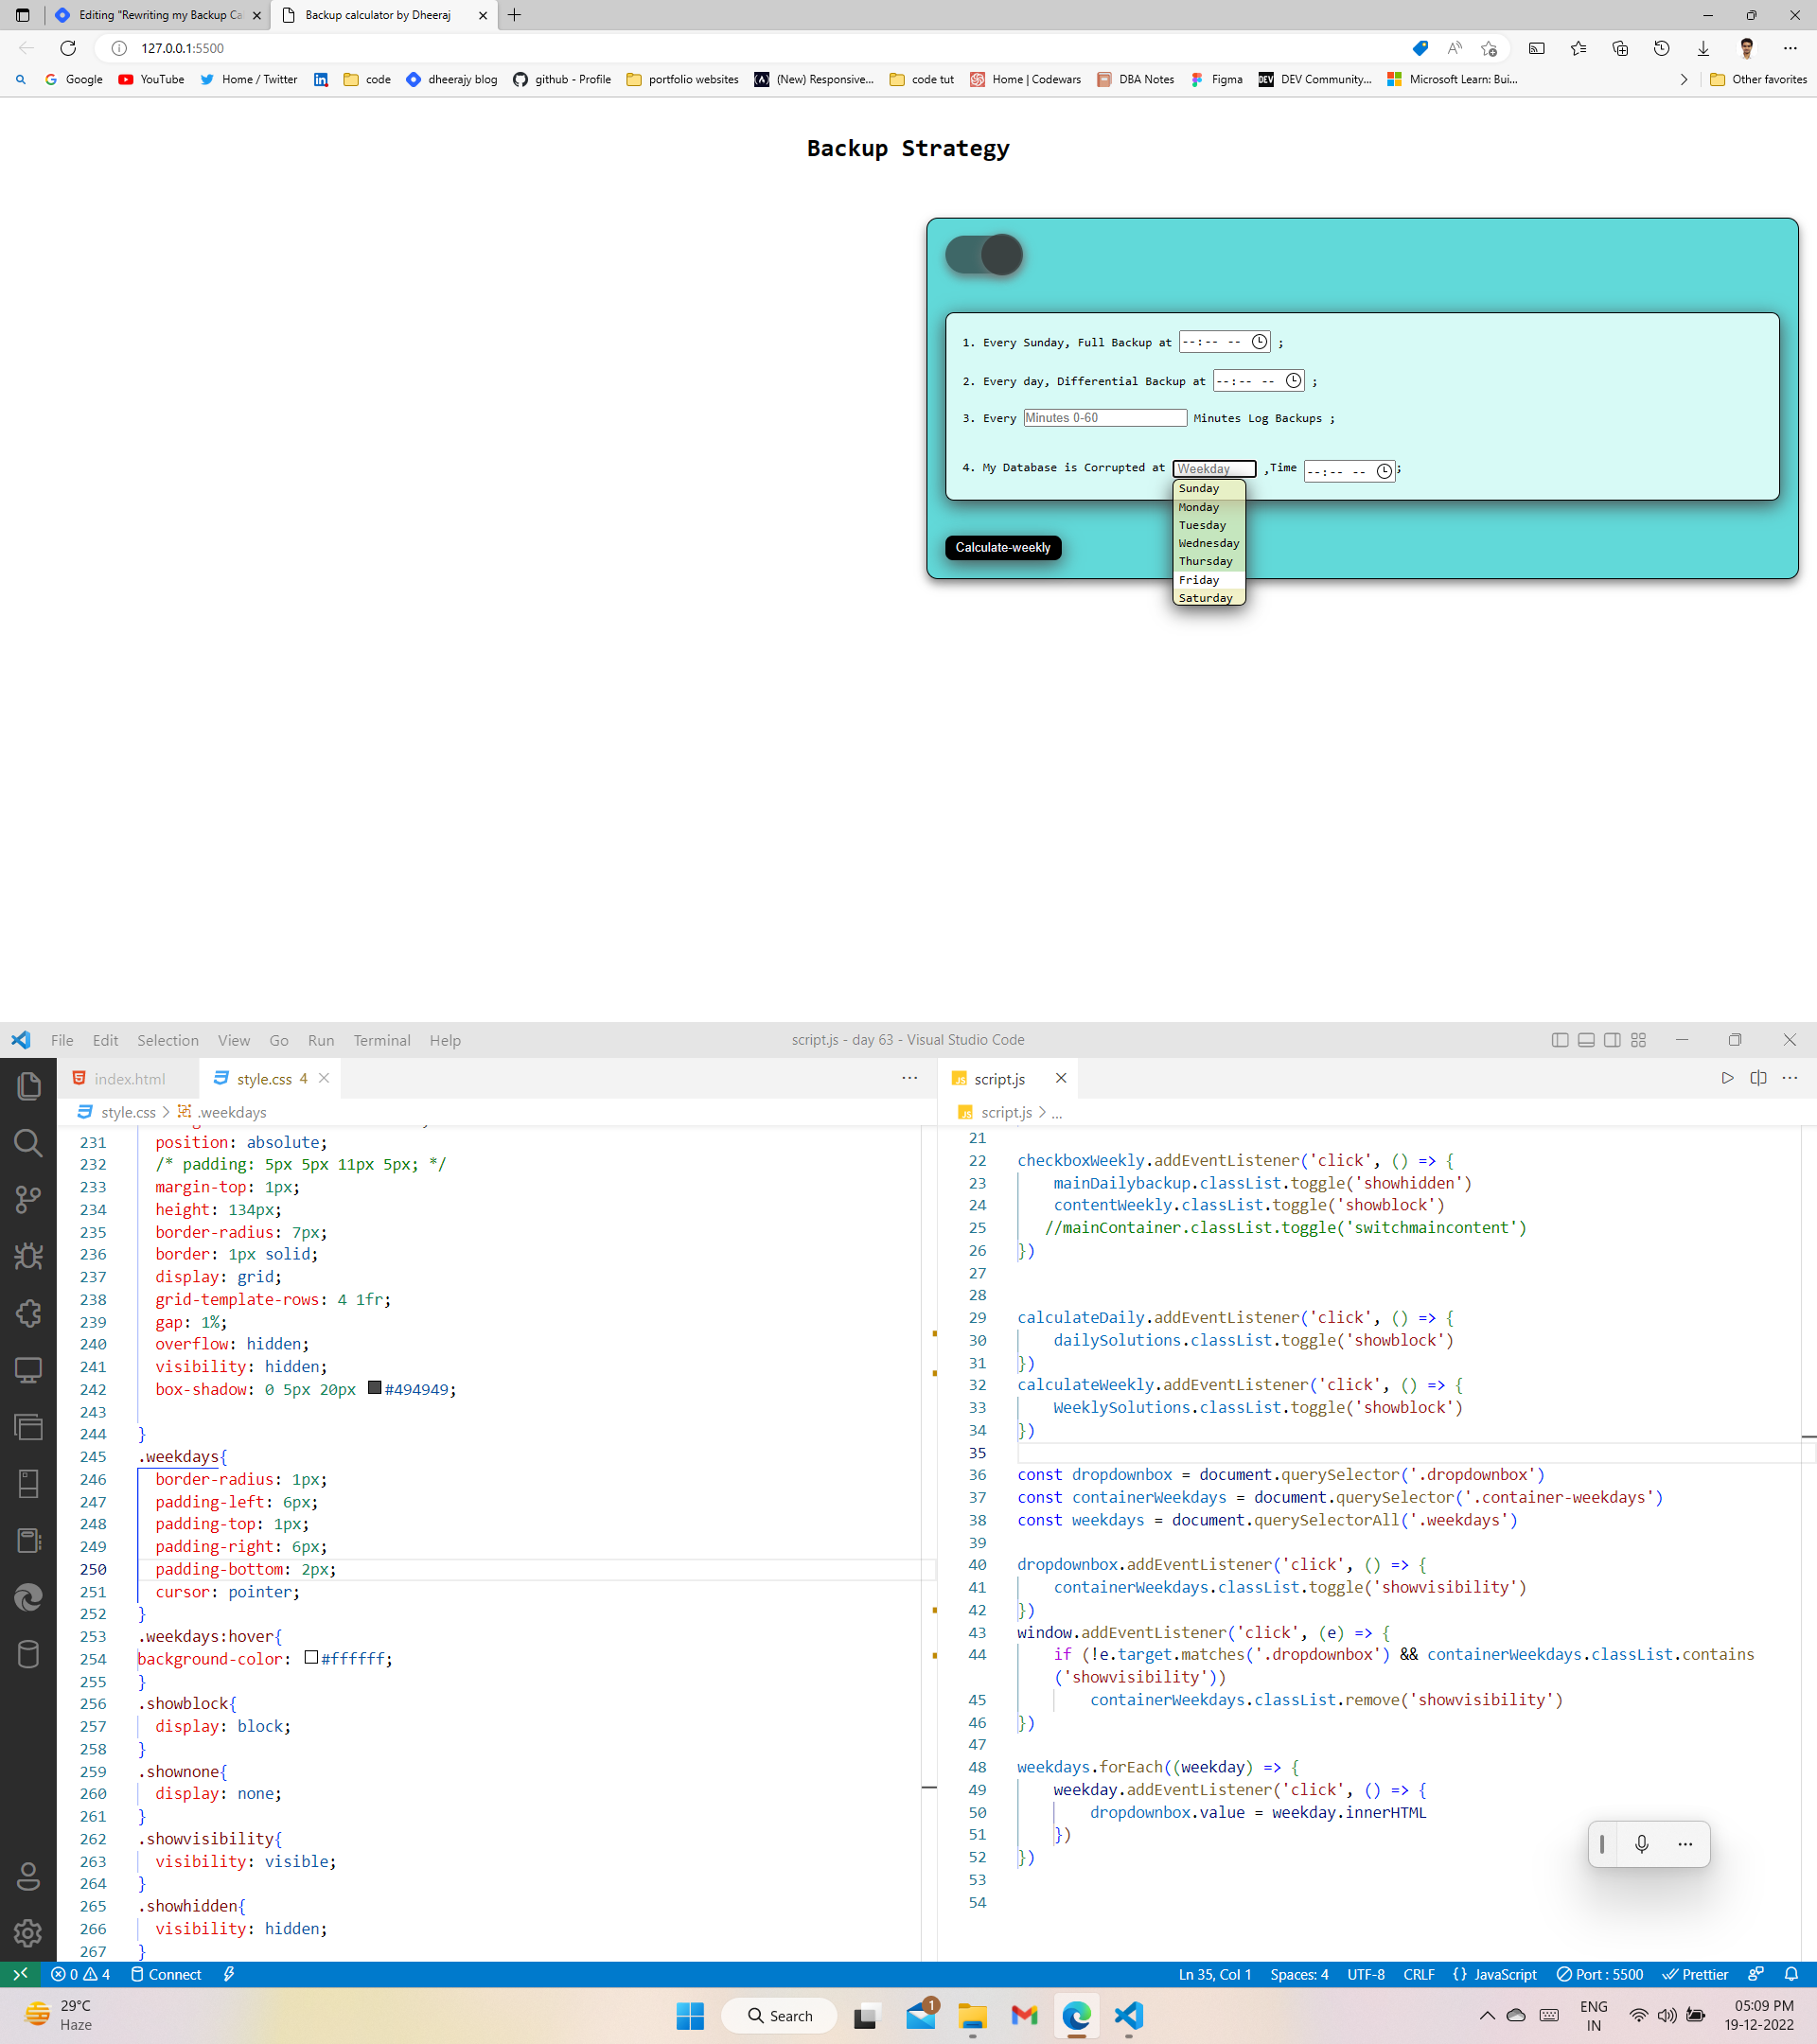 Editing "Rewriting my Backup Ca
Backup calculator by Dheeraj
127.0.0.1:5500
Google
YouTube
Home / Twitter
code
dheerajy blog
github - Profile
portfolio websites
(New) Responsive...
code tut
Home | Codewars
DBA Notes
Figma
DEV Community...
Microsoft Learn: Bui...
Other favorites
Backup Strategy
1. Every Sunday, Full Backup at --:-- -- ;
2. Every day, Differential Backup at --:-- -- ;
3. Every Minutes 0-60 Minutes Log Backups ;
4. My Database is Corrupted at Weekday ,Time --:-- -- ;
Sunday
Monday
Tuesday
Wednesday
Thursday
Friday
Saturday
Calculate-weekly
File Edit Selection View Go Run Terminal Help
script.js - day 63 - Visual Studio Code
index.html
style.css 4
style.css > .weekdays
231 position: absolute;
232 /* padding: 5px 5px 11px 5px; */
233 margin-top: 1px;
234 height: 134px;
235 border-radius: 7px;
236 border: 1px solid;
237 display: grid;
238 grid-template-rows: 4 1fr;
239 gap: 1%;
240 overflow: hidden;
241 visibility: hidden;
242 box-shadow: 0 5px 20px #494949;
243
244 }
245 .weekdays{
246 border-radius: 1px;
247 padding-left: 6px;
248 padding-top: 1px;
249 padding-right: 6px;
250 padding-bottom: 2px;
251 cursor: pointer;
252 }
253 .weekdays:hover{
254 background-color: #ffffff;
255 }
256 .showblock{
257 display: block;
258 }
259 .shownone{
260 display: none;
261 }
262 .showvisibility{
263 visibility: visible;
264 }
265 .showhidden{
266 visibility: hidden;
267 }
script.js
script.js > ...
21
22 checkboxWeekly.addEventListener('click', () => {
23 mainDailybackup.classList.toggle('showhidden')
24 contentWeekly.classList.toggle('showblock')
25 //mainContainer.classList.toggle('switchmaincontent')
26 })
27
28
29 calculateDaily.addEventListener('click', () => {
30 dailySolutions.classList.toggle('showblock')
31 })
32 calculateWeekly.addEventListener('click', () => {
33 WeeklySolutions.classList.toggle('showblock')
34 })
35
36 const dropdownbox = document.querySelector('.dropdownbox')
37 const containerWeekdays = document.querySelector('.container-weekdays')
38 const weekdays = document.querySelectorAll('.weekdays')
39
40 dropdownbox.addEventListener('click', () => {
41 containerWeekdays.classList.toggle('showvisibility')
42 })
43 window.addEventListener('click', (e) => {
44 if (!e.target.matches('.dropdownbox') && containerWeekdays.classList.contains
('showvisibility'))
45 containerWeekdays.classList.remove('showvisibility')
46 })
47
48 weekdays.forEach((weekday) => {
49 weekday.addEventListener('click', () => {
50 dropdownbox.value = weekday.innerHTML
51 })
52 })
53
54
0 4 Connect
Ln 35, Col 1 Spaces: 4 UTF-8 CRLF {} JavaScript Port : 5500 Prettier
29°C
Haze
Search
1
ENG
IN
05:09 PM
19-12-2022